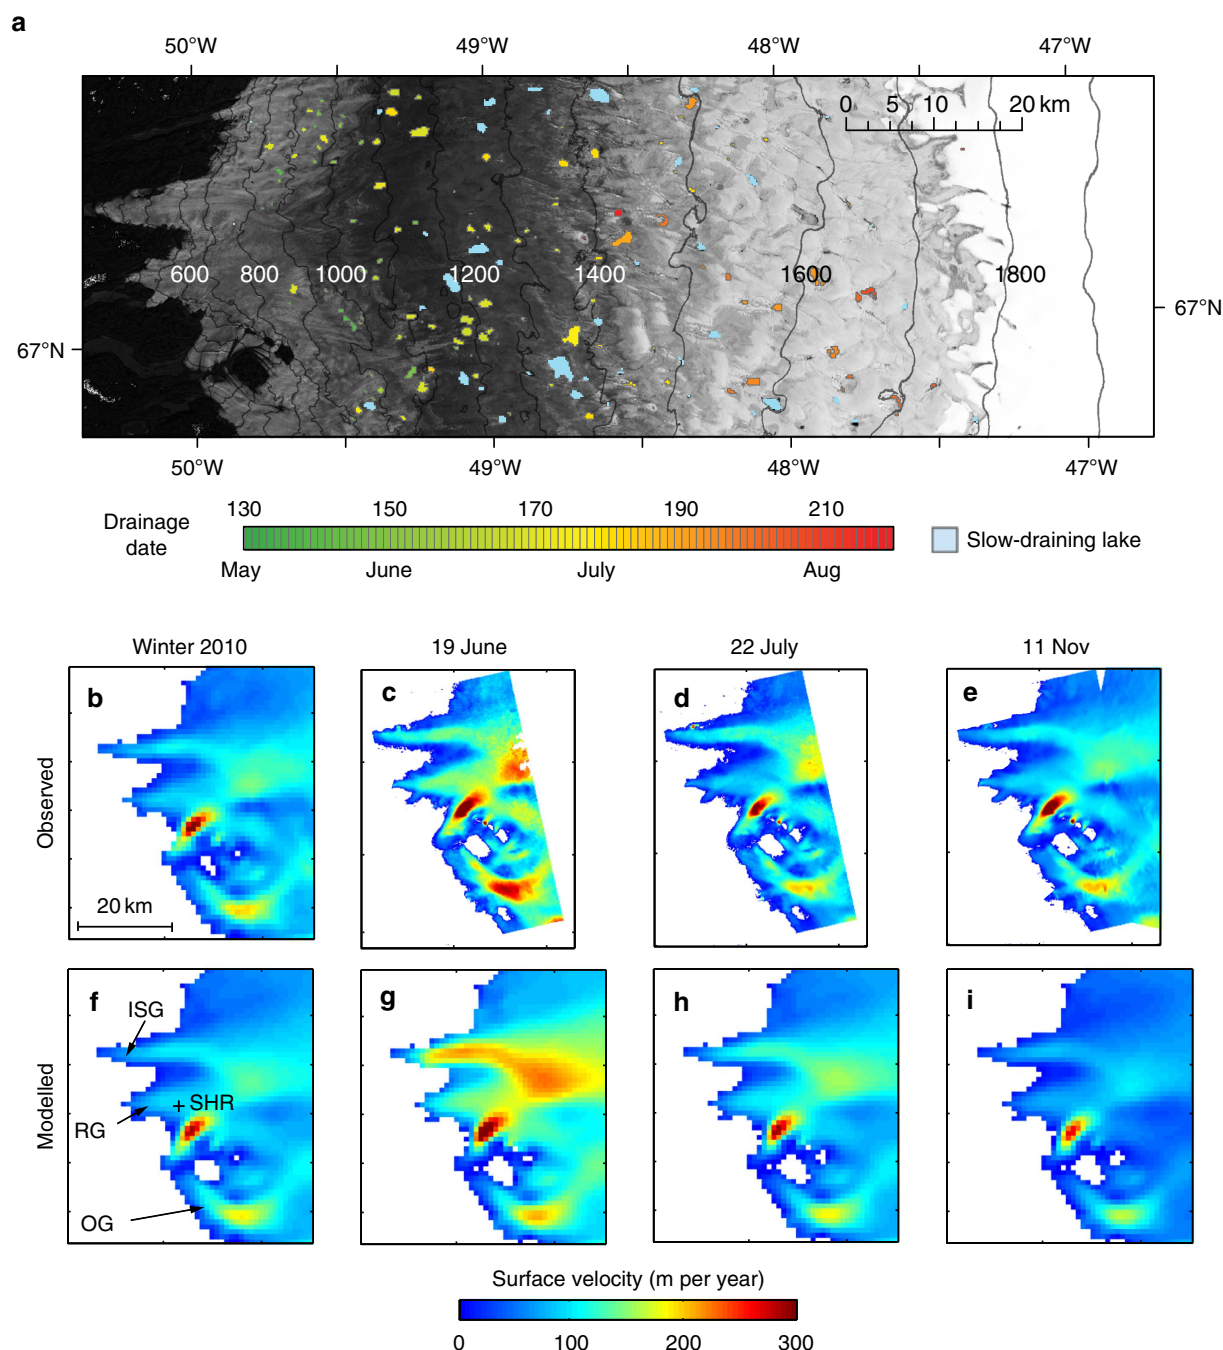 a
50°W 49°W 48°W 47°W
0 5 10 20 km
600 800 1000 1200 1400 1600 1800
67°N
67°N
50°W 49°W 48°W 47°W
130 150 170 190 210
Drainage
date
May June July Aug
Slow-draining lake
Winter 2010 19 June 22 July 11 Nov
Observed
b c d e
20 km
Modelled
f g h i
ISG
SHR
RG
OG
Surface velocity (m per year)
0 100 200 300